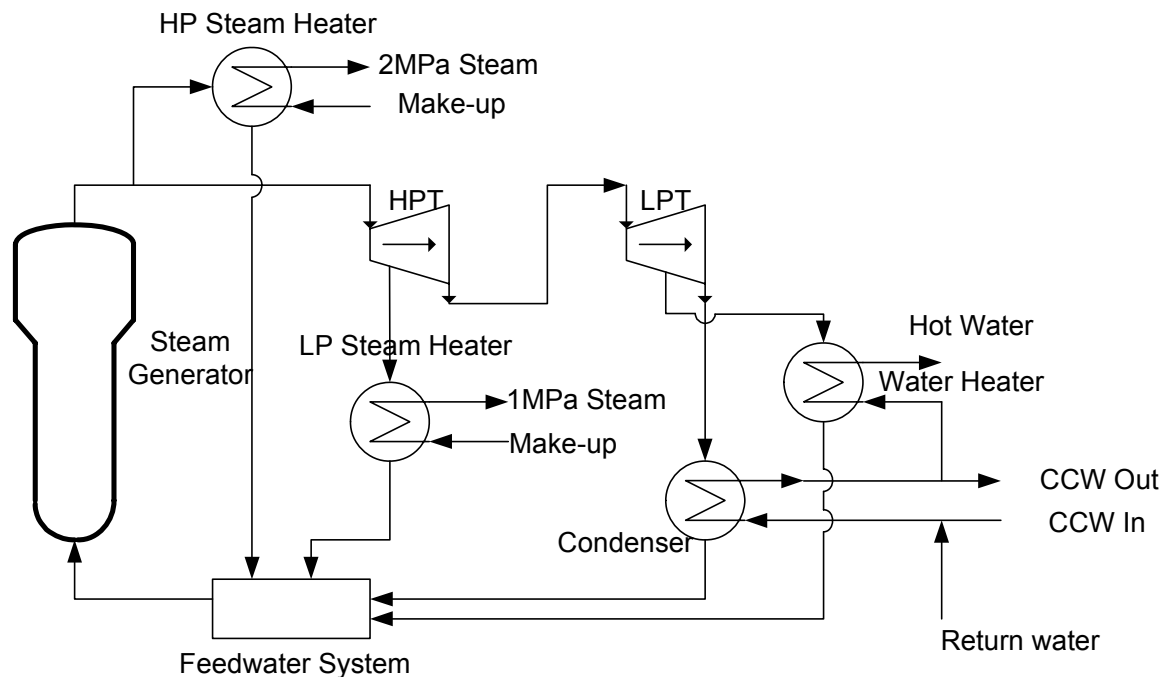 HP Steam Heater
2MPa Steam
Make-up
HPT
LPT
Steam
Generator
LP Steam Heater
1MPa Steam
Make-up
Hot Water
Water Heater
Condenser
CCW Out
CCW In
Return water
Feedwater System